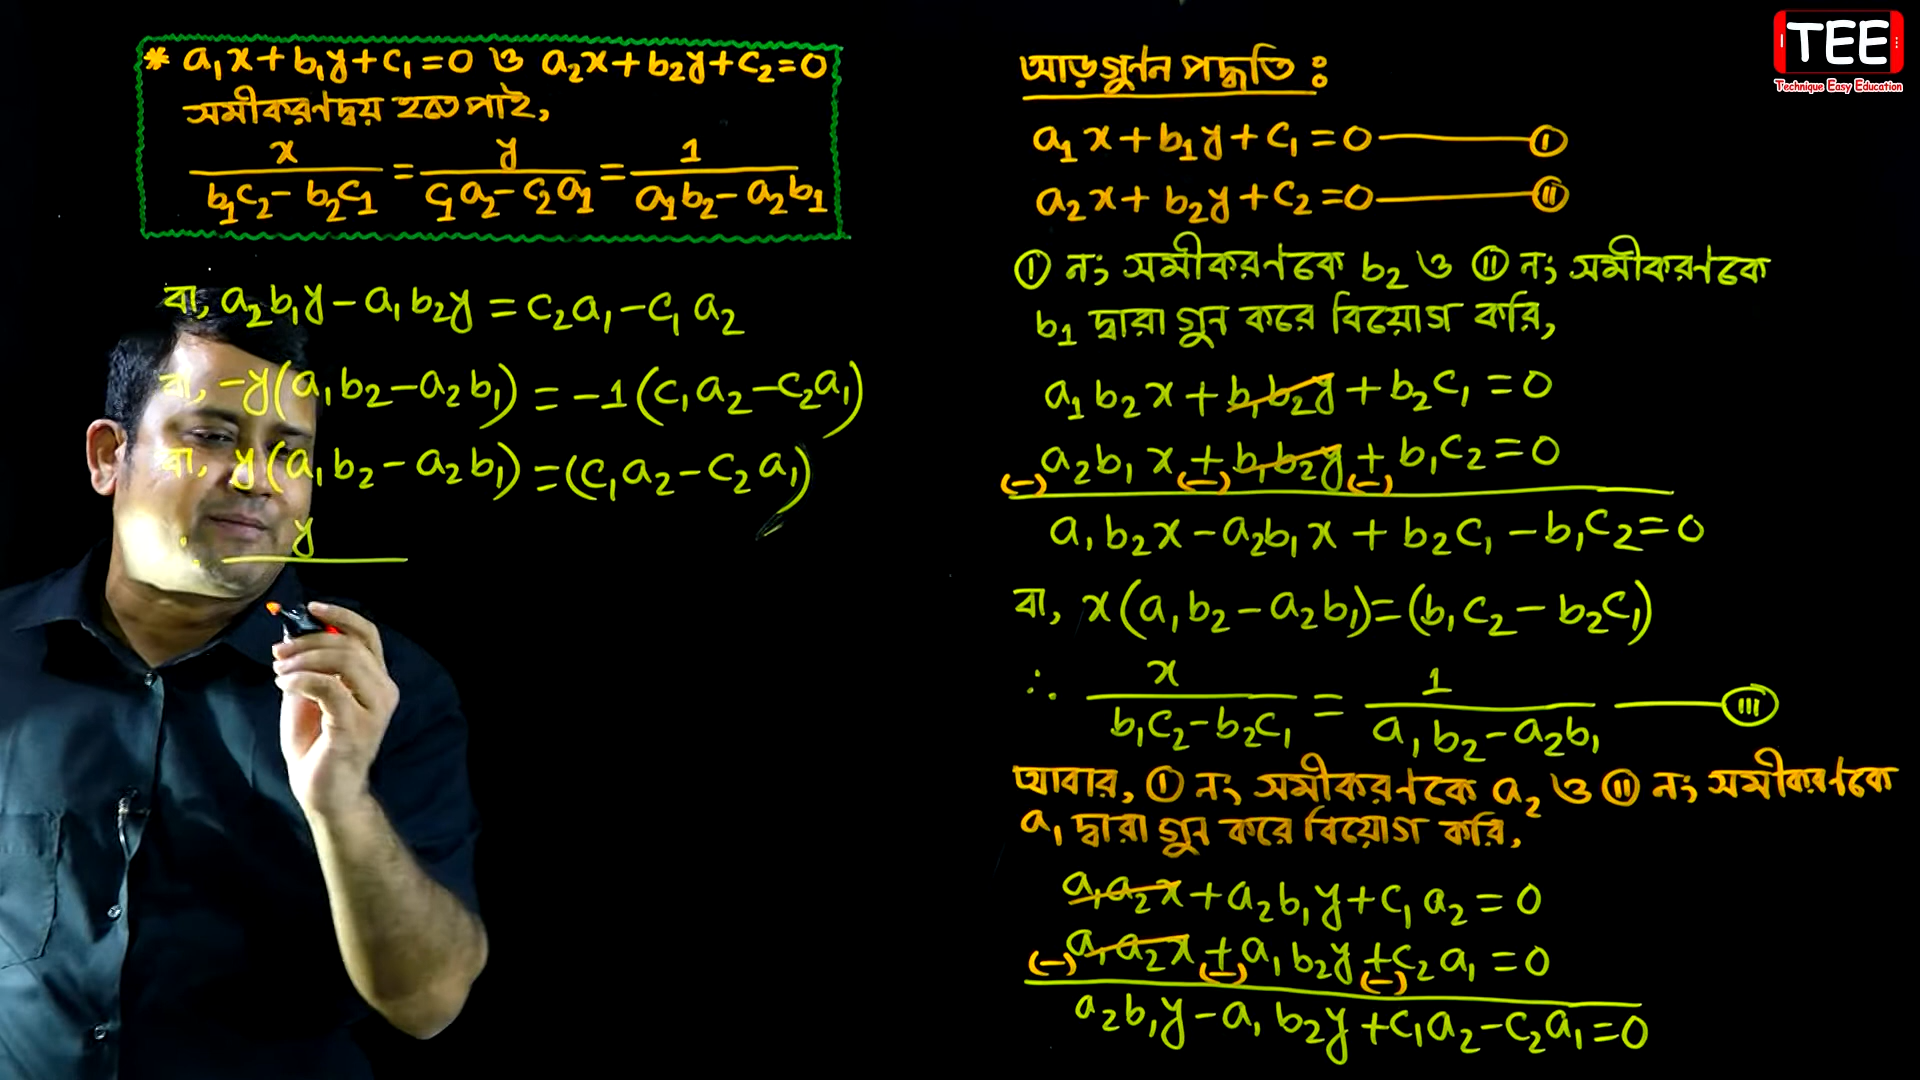 * a₁x+b₁y+c₁=0 ও a₂x+b₂y+c₂=0
সমীকরণদ্বয় হতে পাই,
x/(b₁c₂-b₂c₁) = y/(c₁a₂-c₂a₁) = 1/(a₁b₂-a₂b₁)
বা, a₂b₁y-a₁b₂y=c₂a₁-c₁a₂
বা, -y(a₁b₂-a₂b₁)=-1(c₁a₂-c₂a₁)
বা, y(a₁b₂-a₂b₁)=(c₁a₂-c₂a₁)
∴ y
আড়গুণন পদ্ধতি :
a₁x+b₁y+c₁=0 — (i)
a₂x+b₂y+c₂=0 — (ii)
(i) নং সমীকরণকে b₂ ও (ii) নং সমীকরণকে
b₁ দ্বারা গুন করে বিয়োগ করি,
a₁b₂x+b₁b₂y+b₂c₁=0
a₂b₁x+b₁b₂y+b₁c₂=0
(-) (-) (-)
a₁b₂x-a₂b₁x+b₂c₁-b₁c₂=0
বা, x(a₁b₂-a₂b₁)=(b₁c₂-b₂c₁)
∴ x/(b₁c₂-b₂c₁) = 1/(a₁b₂-a₂b₁) — (iii)
আবার, (i) নং সমীকরণকে a₂ ও (ii) নং সমীকরণকে
a₁ দ্বারা গুন করে বিয়োগ করি,
a₁a₂x+a₂b₁y+c₁a₂=0
a₁a₂x+a₁b₂y+c₂a₁=0
(-) (-) (-)
a₂b₁y-a₁b₂y+c₁a₂-c₂a₁=0
TEE
Technique Easy Education